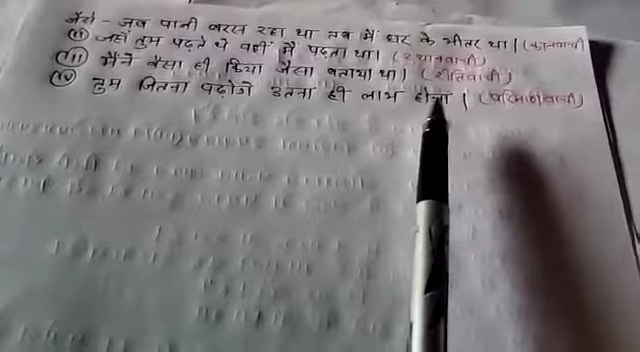 जैसे - जब पानी बरस रहा था तब मैं घर के भीतर था। (कालवाची
(ii) जहाँ तुम पढ़ते थे वहीं मैं पढ़ता था। (स्थानवाची)
(iii) मैंने वैसा ही किया जैसा बताया था। (रीतिवाची)
(iv) तुम जितना पढ़ोगे उतना ही लाभ होगा। (परिमाणवाची)